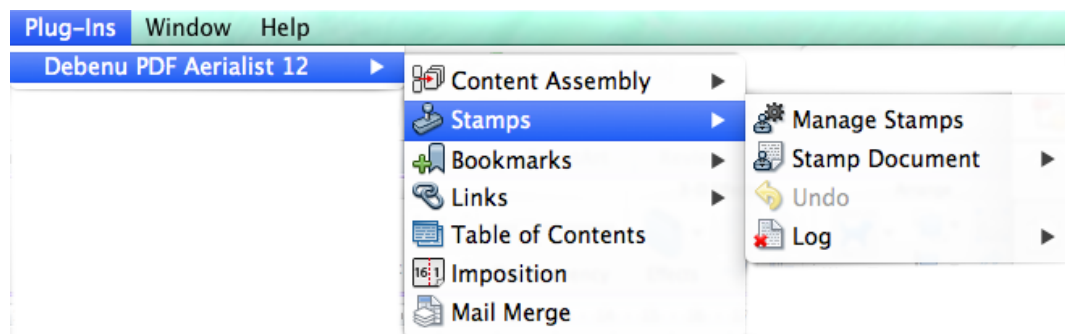 Plug-Ins Window Help
Debenu PDF Aerialist 12
Content Assembly
Stamps
Bookmarks
Links
Table of Contents
Imposition
Mail Merge
Manage Stamps
Stamp Document
Undo
Log